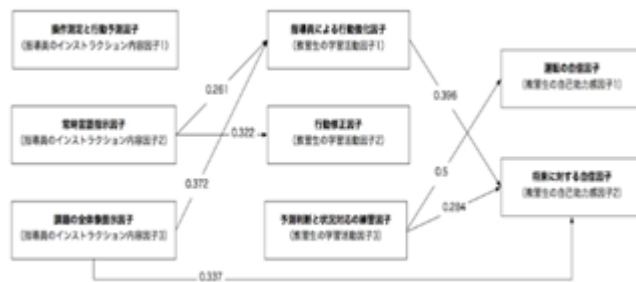 操作測定と行動予測因子
(指導員のインストラクション内容因子1)
指導員による行動強化因子
(教習生の学習活動因子1)
運転の自信因子
(教習生の自己効力感因子1)
0.261
0.396
常時言語指示因子
(指導員のインストラクション内容因子2)
0.322
行動修正因子
(教習生の学習活動因子2)
0.5
将来に対する自信因子
(教習生の自己効力感因子2)
0.372
課題の全体像提示因子
(指導員のインストラクション内容因子3)
予測判断と状況対応の練習因子
(教習生の学習活動因子3)
0.284
0.337